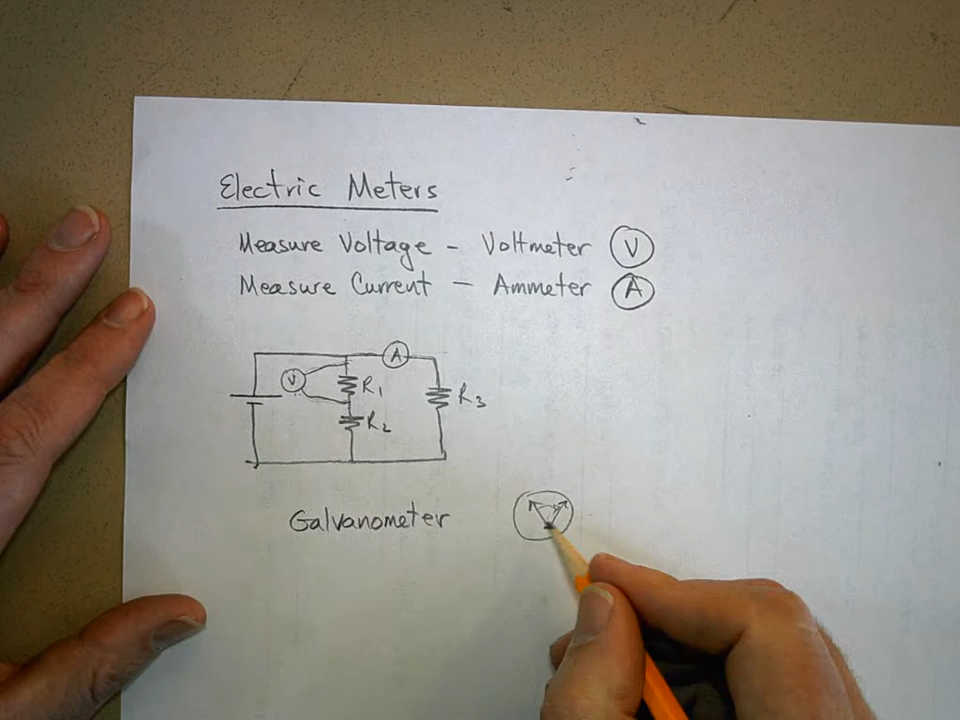 Electric Meters
Measure Voltage - Voltmeter V
Measure Current - Ammeter A
A
V R1 R3
R2
Galvanometer